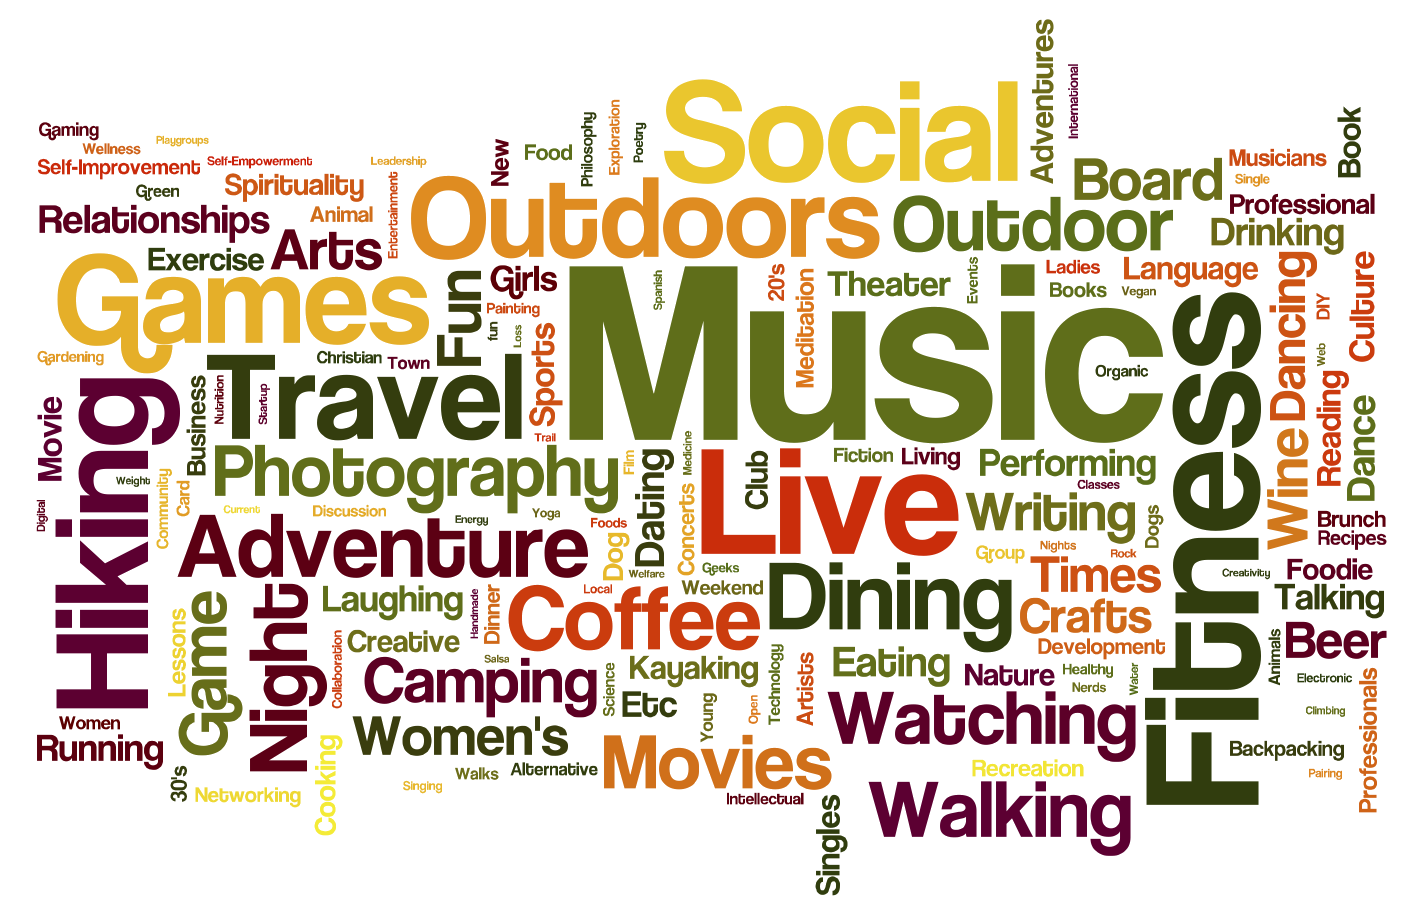 Adventures
International
Social
Book
Gaming
Wellness
Playgroups
Self-Improvement
Self-Empowerment
Leadership
New
Food
Philosophy
Exploration
Poetry
Board
Musicians
Single
Green
Spirituality
Entertainment
Outdoors
Outdoor
Professional
Relationships
Animal
Arts
Drinking
Exercise
Games
Fun
Girls
Painting
fun
Loss
Spanish
Music
20's
Meditation
Theater
Events
Ladies
Books
Language
Vegan
Fitness
Dancing
DIY
Culture
Gardening
Christian
Town
Travel
Sports
Trail
Organic
Web
Hiking
Movie
Business
Nutrition
Startup
Reading
Dance
Wine
Photography
Film
Dating
Medicine
Live
Club
Fiction
Living
Performing
Classes
Weight
Community
Card
Digital
Current
Discussion
Energy
Yoga
Foods
Dog
Welfare
Concerts
Writing
Dogs
Brunch
Recipes
Adventure
Geeks
Weekend
Group
Nights
Rock
Times
Creativity
Foodie
Talking
Night
Game
Lessons
Laughing
Handmade
Dinner
Local
Coffee
Dining
Crafts
Development
Beer
Animals
Creative
Collaboration
Salsa
Camping
Science
Kayaking
Technology
Artists
Eating
Nature
Healthy
Nerds
Water
Electronic
Women
Running
Women's
Etc
Young
Open
Watching
Climbing
Professionals
Backpacking
30's
Networking
Cooking
Singing
Walks
Alternative
Movies
Intellectual
Recreation
Pairing
Singles
Walking